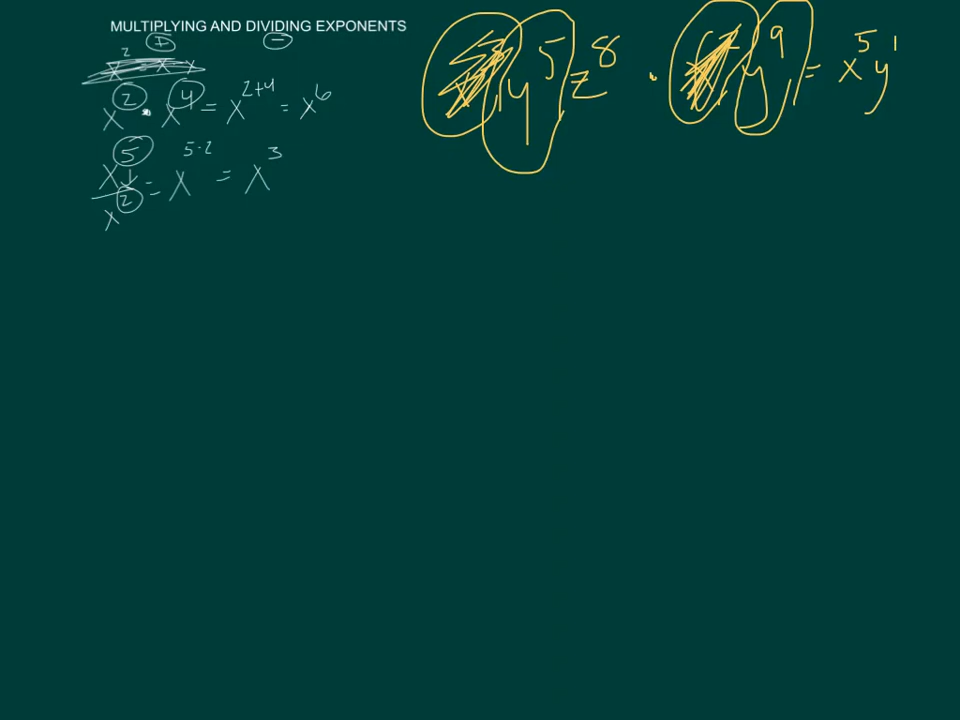 MULTIPLYING AND DIVIDING EXPONENTS
+ −
x² · x⁴ = x²⁺⁴ = x⁶
x⁵/x² = x⁵⁻² = x³
y⁵z⁸ · y⁹ = x⁵y¹